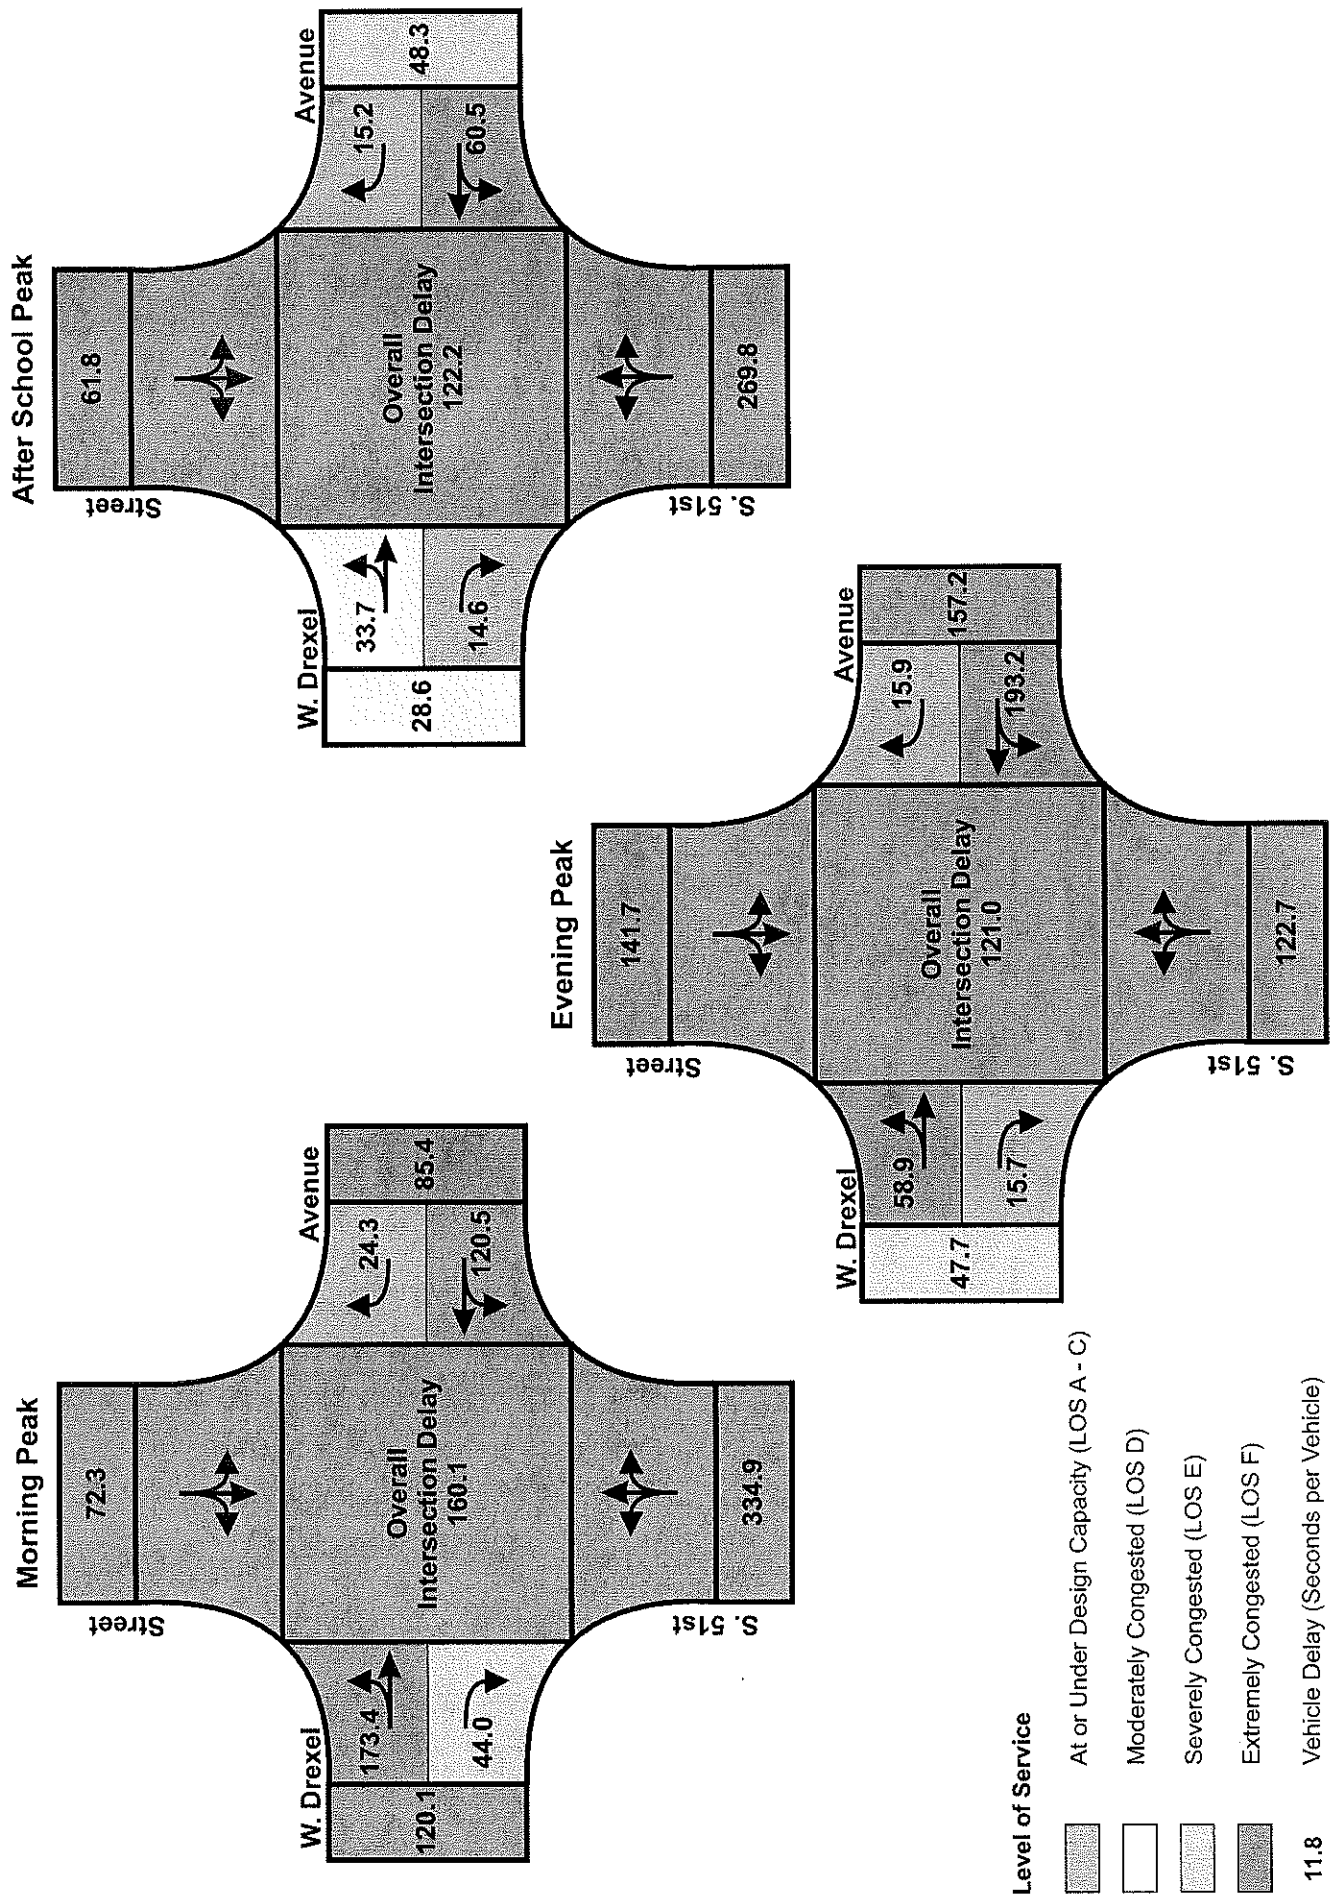 Morning Peak
72.3
Street
W. Drexel
Avenue
173.4
24.3
120.1
85.4
44.0
120.5
Overall
Intersection Delay
160.1
334.9
S. 51st
After School Peak
61.8
Street
W. Drexel
Avenue
33.7
15.2
28.6
48.3
14.6
60.5
Overall
Intersection Delay
122.2
269.8
S. 51st
Evening Peak
141.7
Street
W. Drexel
Avenue
58.9
15.9
47.7
157.2
15.7
193.2
Overall
Intersection Delay
121.0
122.7
S. 51st
Level of Service
At or Under Design Capacity (LOS A - C)
Moderately Congested (LOS D)
Severely Congested (LOS E)
Extremely Congested (LOS F)
11.8 Vehicle Delay (Seconds per Vehicle)